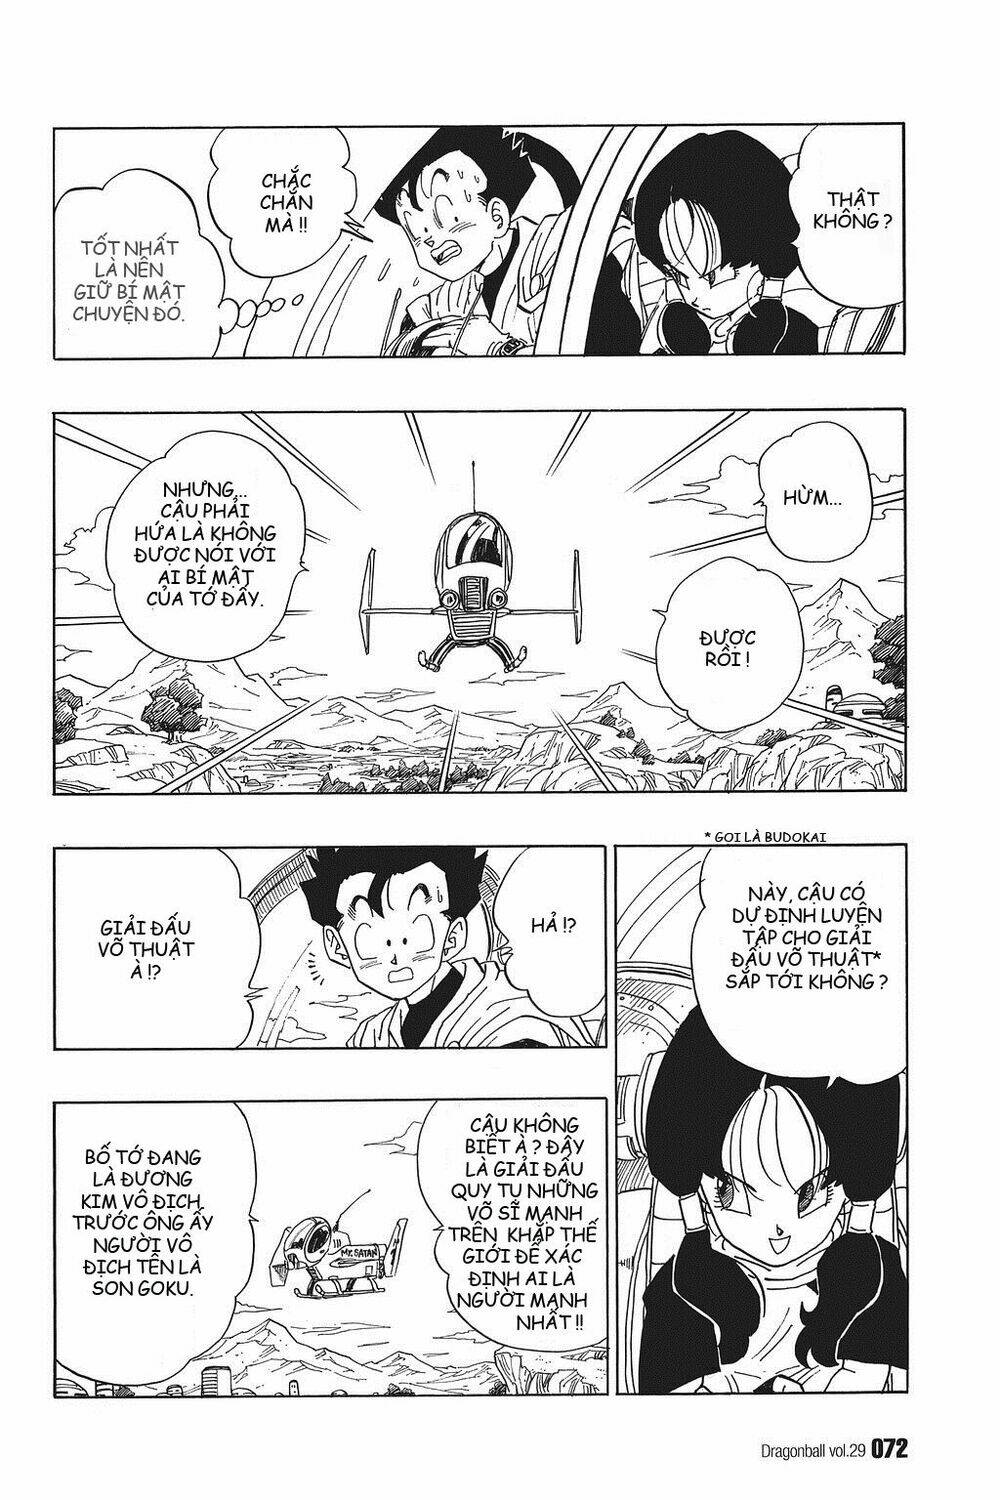 THẬT
KHÔNG ?
CHẮC
CHẮN
MÀ !!
TỐT NHẤT
LÀ NÊN
GIỮ BÍ MẬT
CHUYỆN ĐÓ.
HỪM...
ĐƯỢC
RỒI !
NHƯNG...
CẬU PHẢI
HỨA LÀ KHÔNG
ĐƯỢC NÓI VỚI
AI BÍ MẬT
CỦA TỚ ĐẤY.
* GỌI LÀ BUDOKAI
NÀY, CẬU CÓ
DỰ ĐỊNH LUYỆN
TẬP CHO GIẢI
ĐẤU VÕ THUẬT*
SẮP TỚI KHÔNG ?
HẢ !?
GIẢI ĐẤU
VÕ THUẬT
À !?
CẬU KHÔNG
BIẾT À ? ĐÂY
LÀ GIẢI ĐẤU
QUY TỤ NHỮNG
VÕ SĨ MẠNH
TRÊN KHẮP THẾ
GIỚI ĐỂ XÁC
ĐỊNH AI LÀ
NGƯỜI MẠNH
NHẤT !!
MR. SATAN
BỐ TỚ ĐANG
LÀ ĐƯƠNG
KIM VÔ ĐỊCH,
TRƯỚC ÔNG ẤY
NGƯỜI VÔ
ĐỊCH TÊN LÀ
SON GOKU.
Dragonball vol.29 072